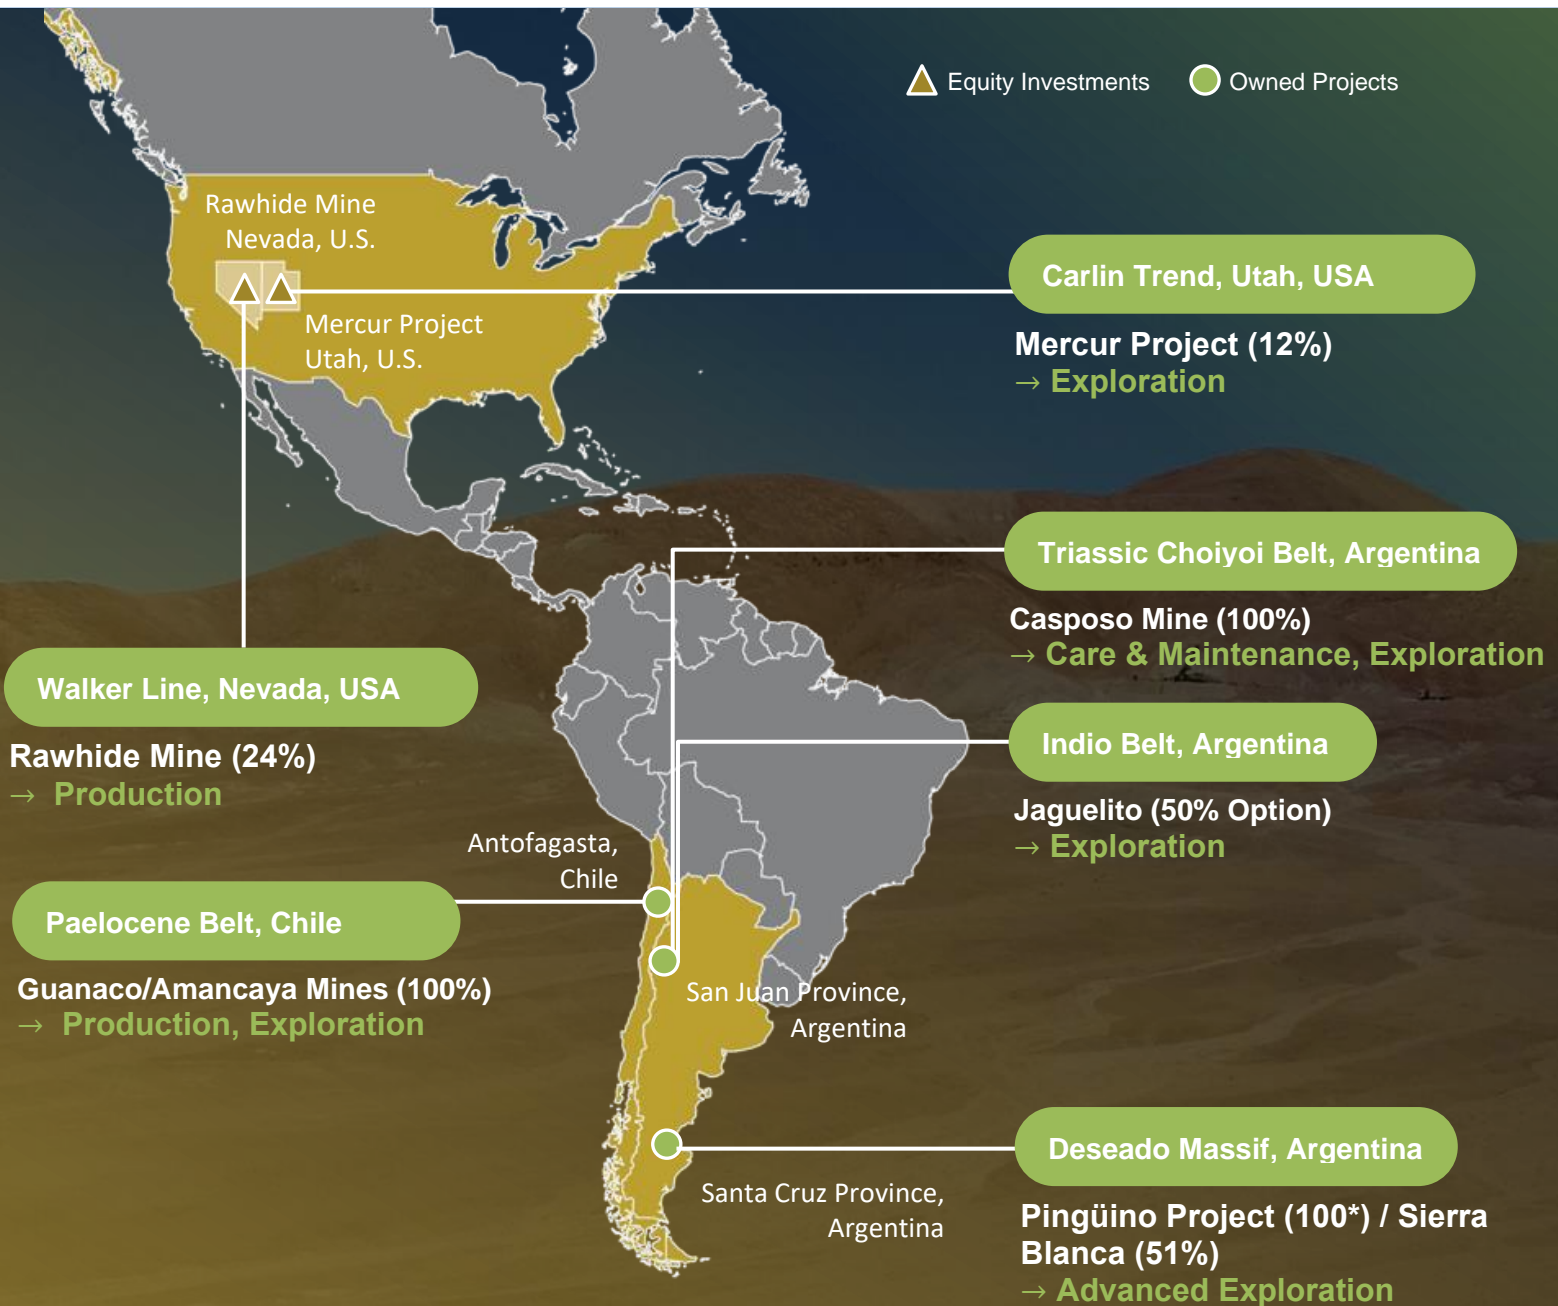 Equity Investments
Owned Projects
Rawhide Mine
Nevada, U.S.
Mercur Project
Utah, U.S.
Carlin Trend, Utah, USA
Mercur Project (12%)
→ Exploration
Triassic Choiyoi Belt, Argentina
Casposo Mine (100%)
→ Care & Maintenance, Exploration
Walker Line, Nevada, USA
Rawhide Mine (24%)
→ Production
Indio Belt, Argentina
Jaguelito (50% Option)
→ Exploration
Antofagasta,
Chile
Paelocene Belt, Chile
Guanaco/Amancaya Mines (100%)
→ Production, Exploration
San Juan Province,
Argentina
Deseado Massif, Argentina
Santa Cruz Province,
Argentina
Pingüino Project (100*) / Sierra
Blanca (51%)
→ Advanced Exploration